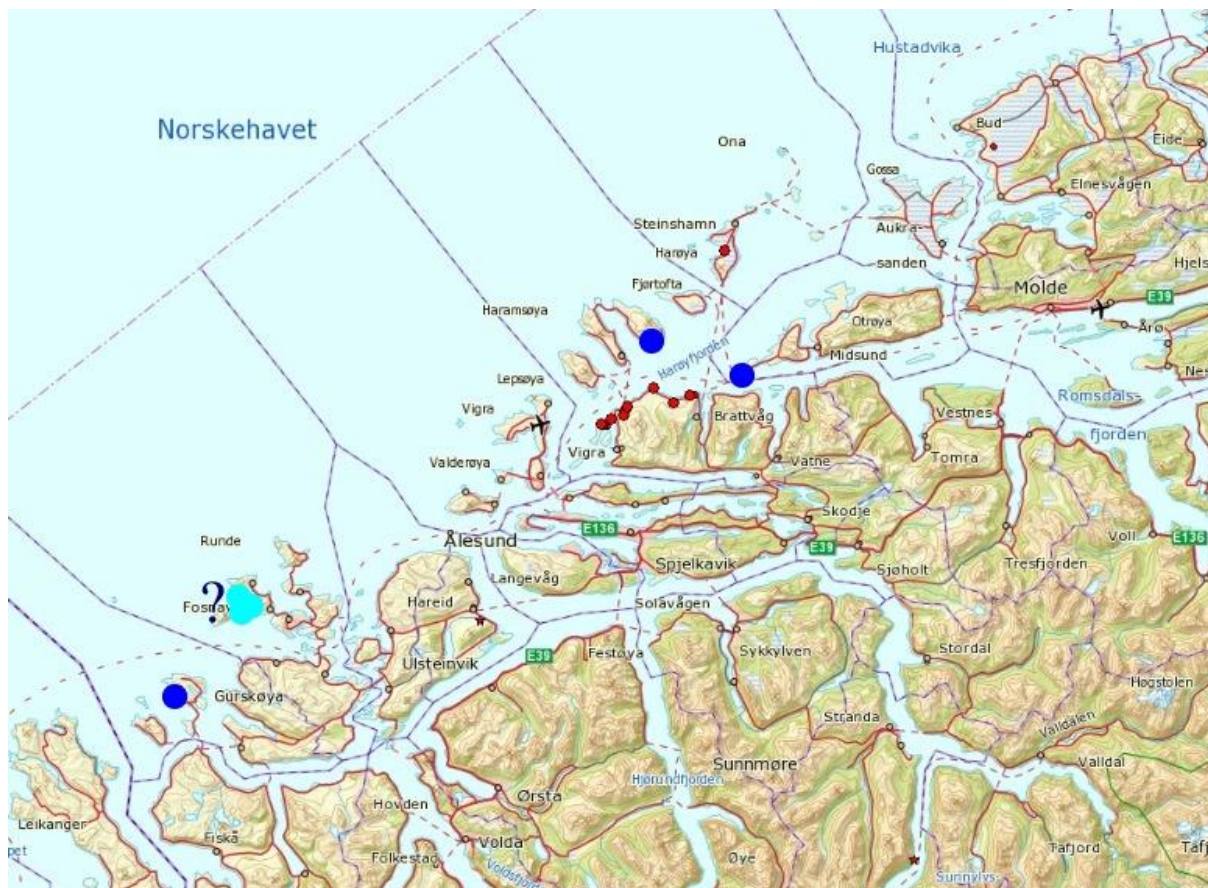 Hustadvika
Norskehavet
Bud
Eide
Ona
Gossa
Elnesvågen
Steinshamn
Aukra-
sanden
Harøya
Hjels
Fjørtofta
Molde
E39
Haramsøya
Otrøya
Årø
Midsund
Harøyfjorden
Lepsøya
Romsdals-
fjorden
Vigra
Brattvåg
Vestnes
Vigra
Vatne
Tomra
Valderøya
Skodje
E136
Voll
E136
Runde
Ålesund
E39
Tresfjorden
Spjelkavik
Sjøholt
Langevåg
?
Hareid
Solavågen
Ulsteinvik
E39
Festøya
Sykkylven
Stordal
Gurskøya
Høgstolen
Stranda
Valldalen
Sunnmøre
Valldal
Hjørundfjorden
Hovden
Ørsta
Leikanger
Fiskå
Volda
Folkestad
Øye
Tafjord
Sunnylvs-